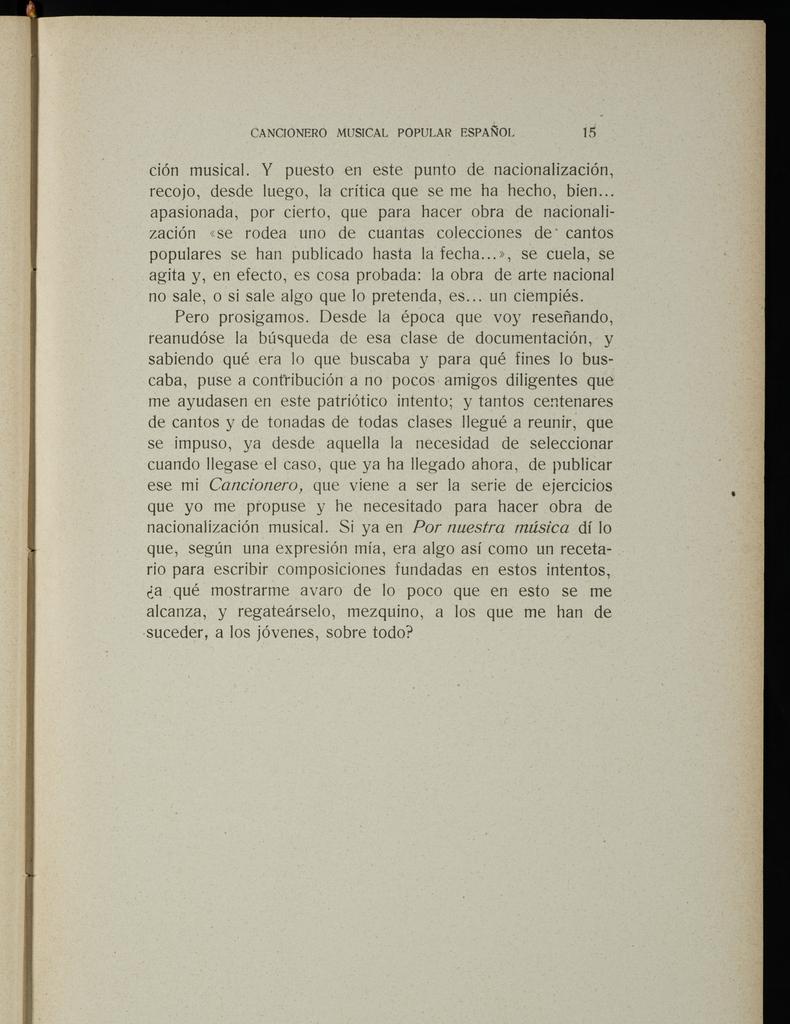 CANCIONERO MUSICAL POPULAR ESPAÑOL 15
ción musical. Y puesto en este punto de nacionalización,
recojo, desde luego, la crítica que se me ha hecho, bien...
apasionada, por cierto, que para hacer obra de nacionali-
zación «se rodea uno de cuantas colecciones de cantos
populares se han publicado hasta la fecha...», se cuela, se
agita y, en efecto, es cosa probada: la obra de arte nacional
no sale, o si sale algo que lo pretenda, es... un ciempiés.
Pero prosigamos. Desde la época que voy reseñando,
reanudóse la búsqueda de esa clase de documentación, y
sabiendo qué era lo que buscaba y para qué fines lo bus-
caba, puse a contribución a no pocos amigos diligentes que
me ayudasen en este patriótico intento; y tantos centenares
de cantos y de tonadas de todas clases llegué a reunir, que
se impuso, ya desde aquella la necesidad de seleccionar
cuando llegase el caso, que ya ha llegado ahora, de publicar
ese mi Cancionero, que viene a ser la serie de ejercicios
que yo me propuse y he necesitado para hacer obra de
nacionalización musical. Si ya en Por nuestra música dí lo
que, según una expresión mía, era algo así como un receta-
rio para escribir composiciones fundadas en estos intentos,
¿a qué mostrarme avaro de lo poco que en esto se me
alcanza, y regateárselo, mezquino, a los que me han de
suceder, a los jóvenes, sobre todo?